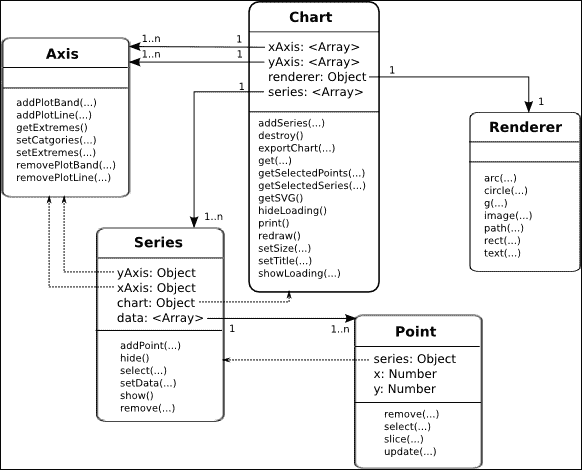 Chart
xAxis: <Array>
yAxis: <Array>
renderer: Object
series: <Array>
addSeries(...)
destroy()
exportChart(...)
get(...)
getSelectedPoints(...)
getSelectedSeries(...)
getSVG()
hideLoading()
print()
redraw()
setSize(...)
setTitle(...)
showLoading(...)
1..n
1
1..n
1
1
1
1
1..n
Axis
addPlotBand(...)
addPlotLine(...)
getExtremes()
setCatgories(...)
setExtremes(...)
removePlotBand(...)
removePlotLine(...)
Renderer
arc(...)
circle(...)
g(...)
image(...)
path(...)
rect(...)
text(...)
Series
yAxis: Object
xAxis: Object
chart: Object
data: <Array>
addPoint(...)
hide()
select(...)
setData(...)
show()
remove(...)
1
1..n
Point
series: Object
x: Number
y: Number
remove(...)
select(...)
slice(...)
update(...)